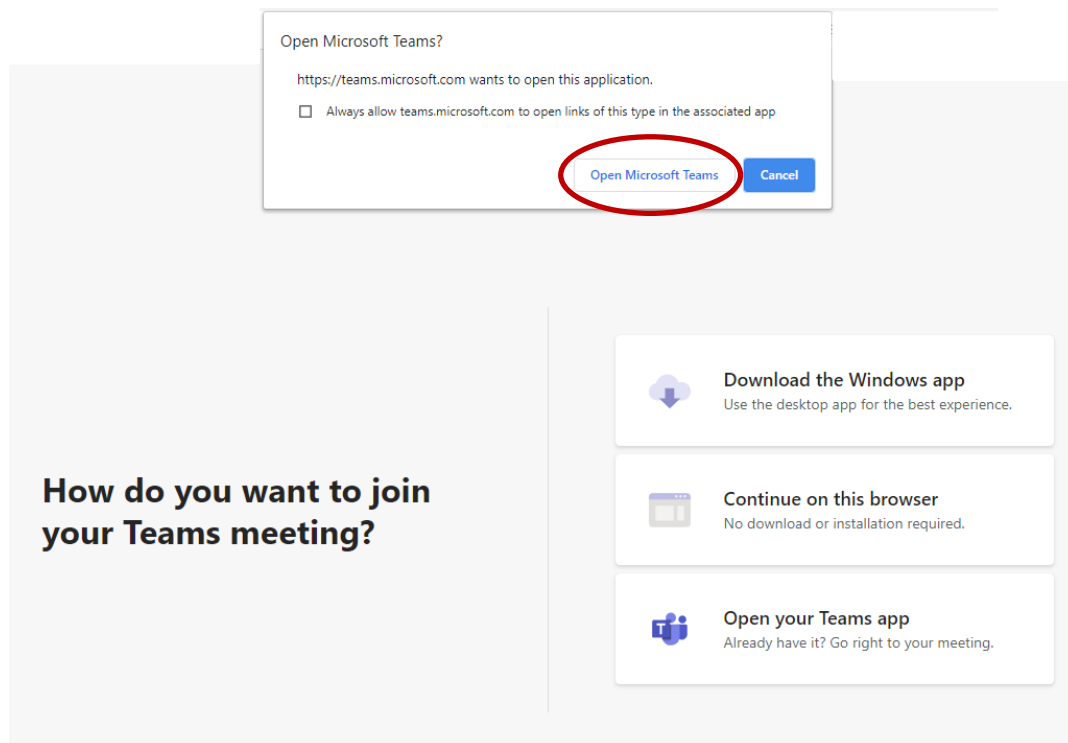 Open Microsoft Teams?
https://teams.microsoft.com wants to open this application.
Always allow teams.microsoft.com to open links of this type in the associated app
Open Microsoft Teams
Cancel
How do you want to join
your Teams meeting?
Download the Windows app
Use the desktop app for the best experience.
Continue on this browser
No download or installation required.
T
Open your Teams app
Already have it? Go right to your meeting.